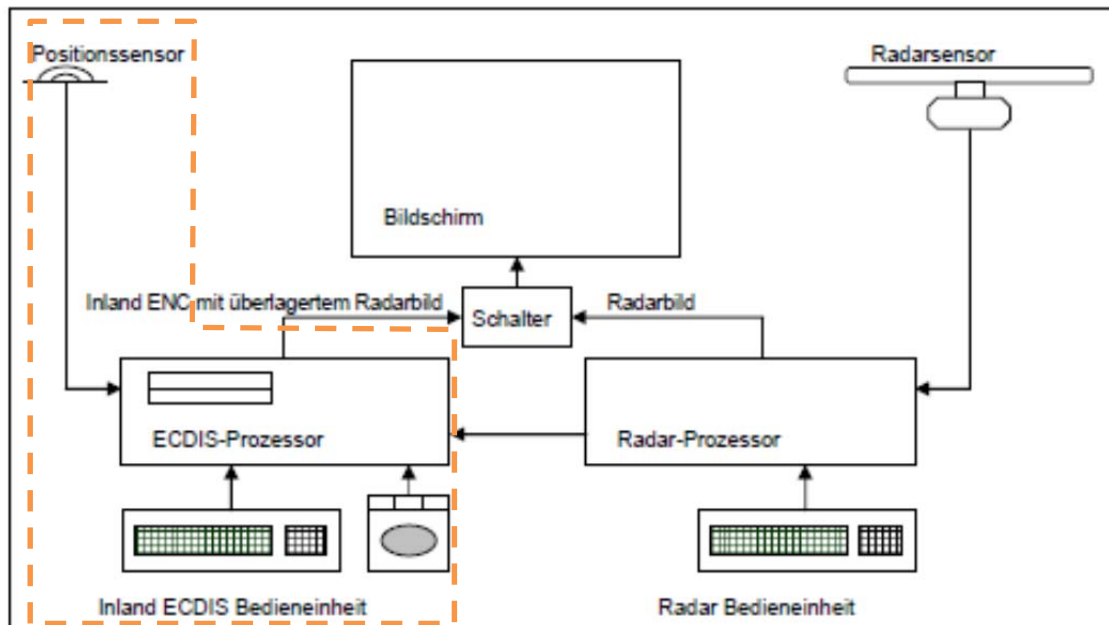 Positionssensor
Radarsensor
Bildschirm
Inland ENC mit überlagertem Radarbild
Schalter
Radarbild
ECDIS-Prozessor
Radar-Prozessor
Inland ECDIS Bedieneinheit
Radar Bedieneinheit